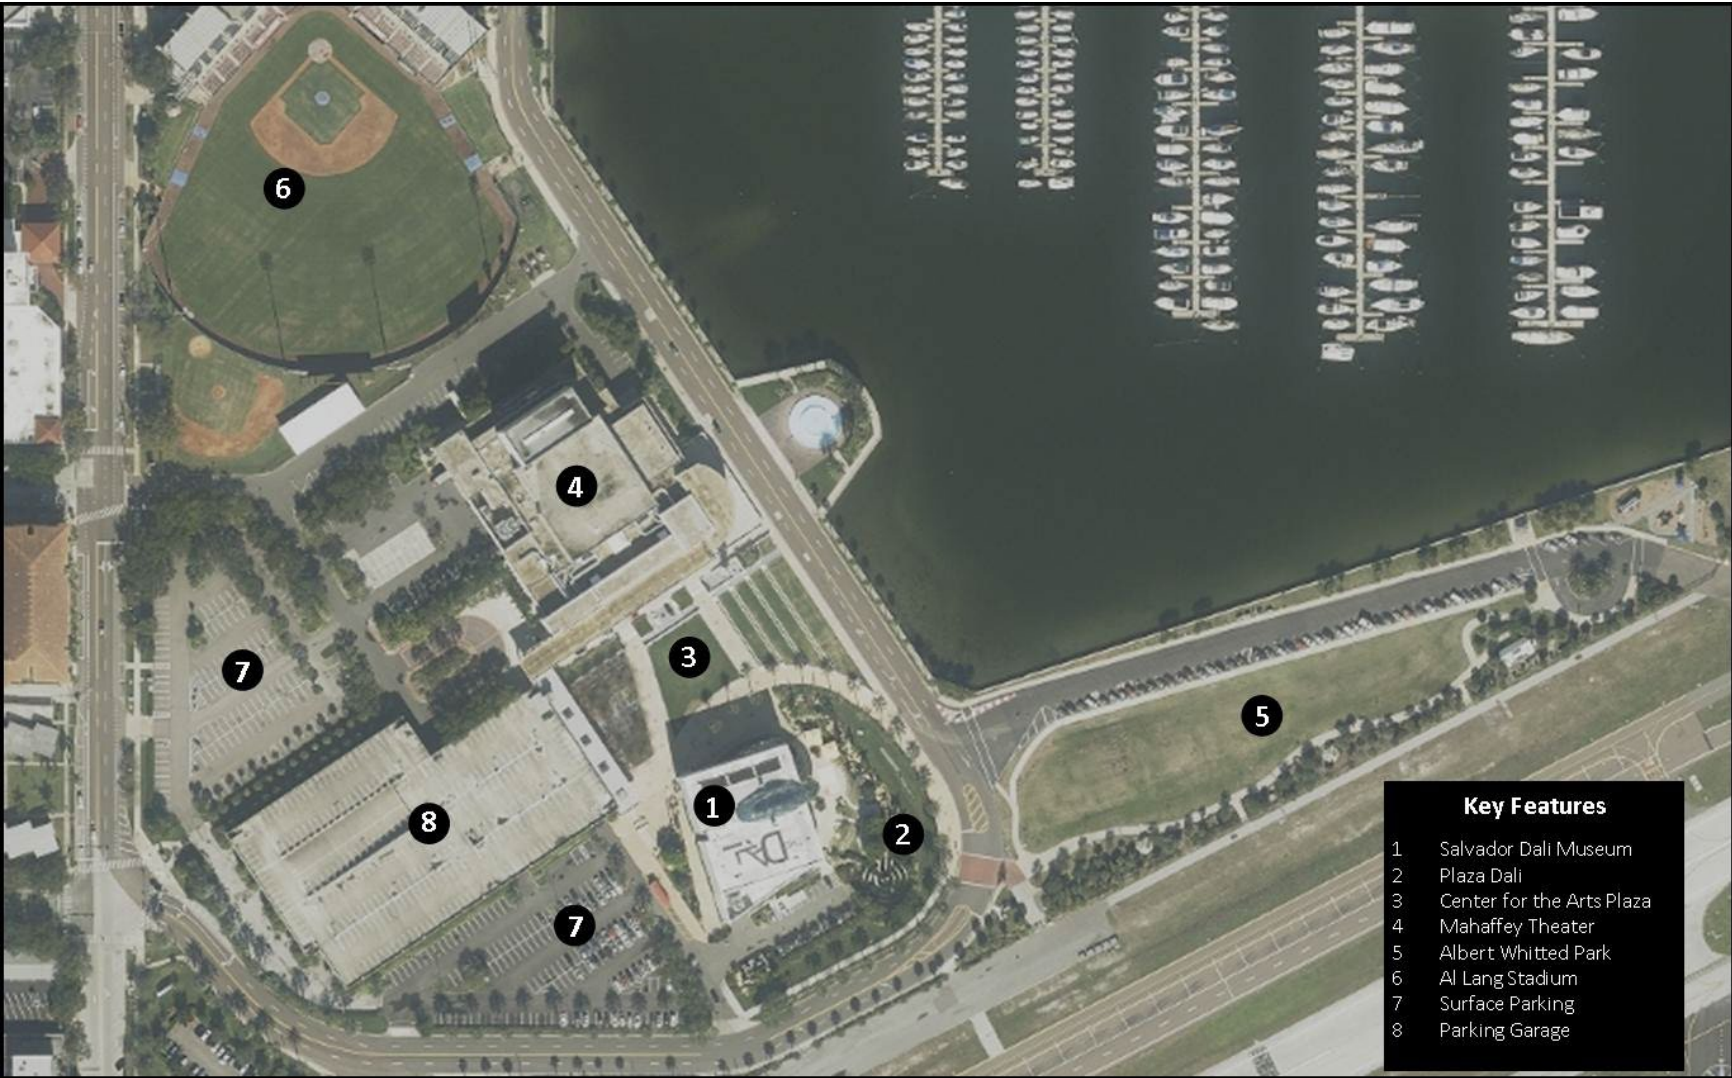 6
4
3
7
5
1
8
2
7
DALÍ
Key Features
1 Salvador Dali Museum
2 Plaza Dali
3 Center for the Arts Plaza
4 Mahaffey Theater
5 Albert Whitted Park
6 Al Lang Stadium
7 Surface Parking
8 Parking Garage